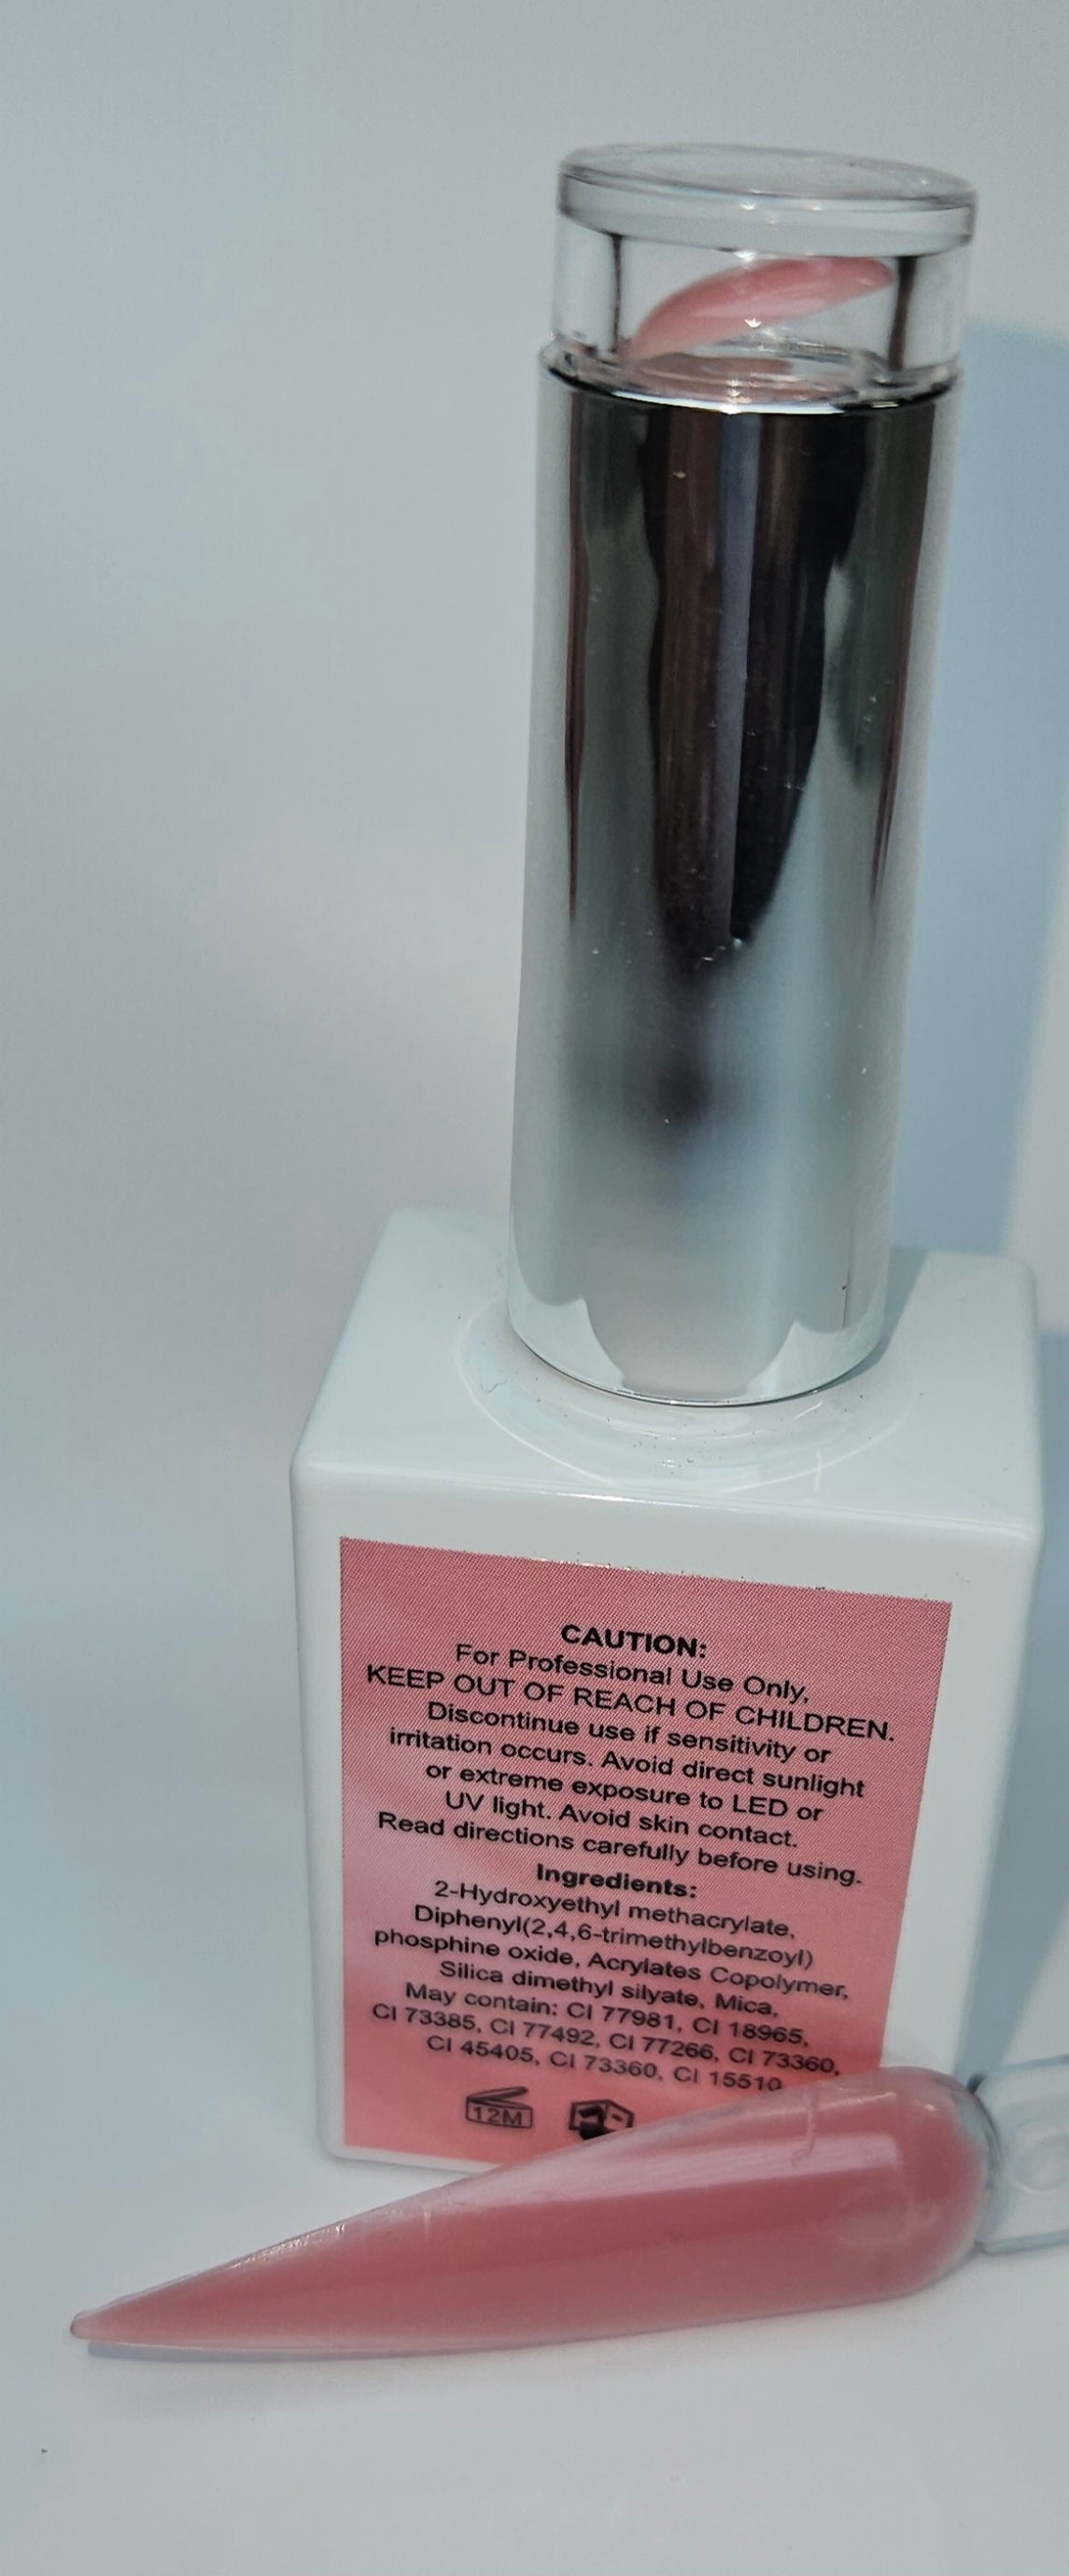 CAUTION:
For Professional Use Only,
KEEP OUT OF REACH OF CHILDREN.
Discontinue use if sensitivity or
irritation occurs. Avoid direct sunlight
or extreme exposure to LED or
UV light. Avoid skin contact.
Read directions carefully before using.
Ingredients:
2-Hydroxyethyl methacrylate,
Diphenyl(2,4,6-trimethylbenzoyl)
phosphine oxide, Acrylates Copolymer,
Silica dimethyl silyate, Mica,
May contain: CI 77981, CI 18965,
CI 73385, CI 77492, CI 77266, CI 73360,
CI 45405, CI 73360, CI 15510
12M